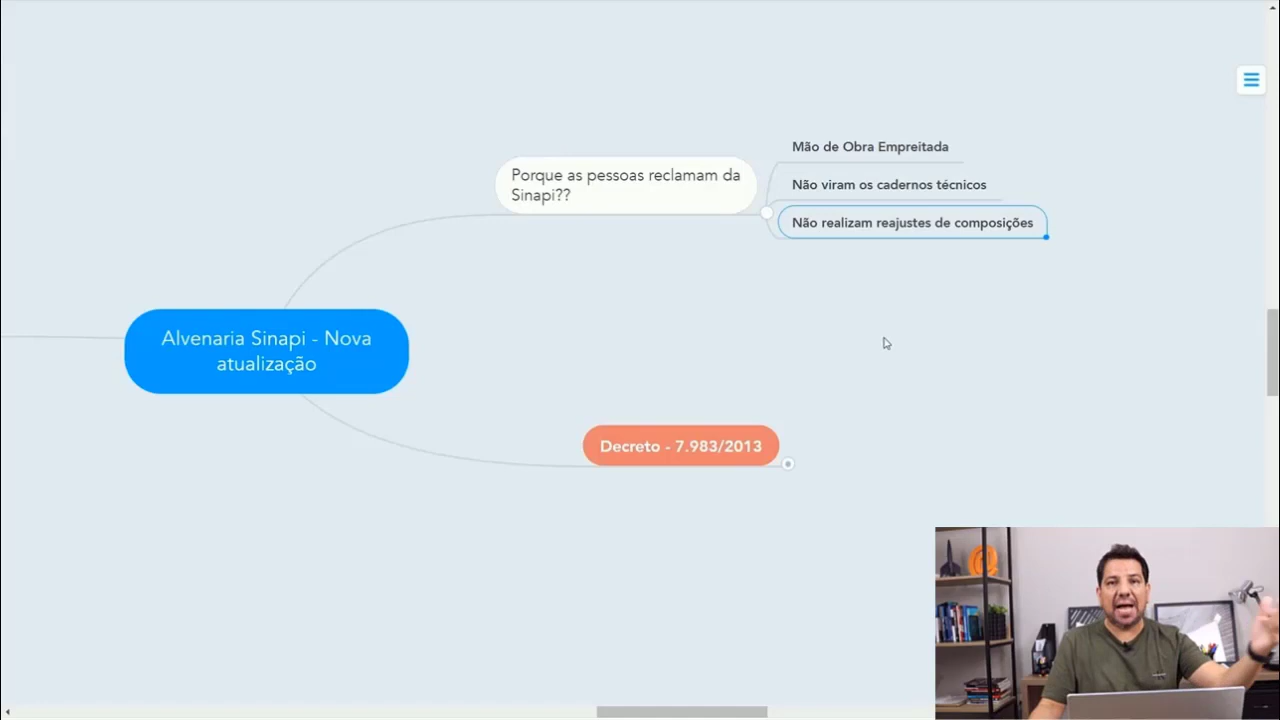 Mão de Obra Empreitada
Porque as pessoas reclamam da
Sinapi??
Não viram os cadernos técnicos
Não realizam reajustes de composições
Alvenaria Sinapi - Nova
atualização
Decreto - 7.983/2013